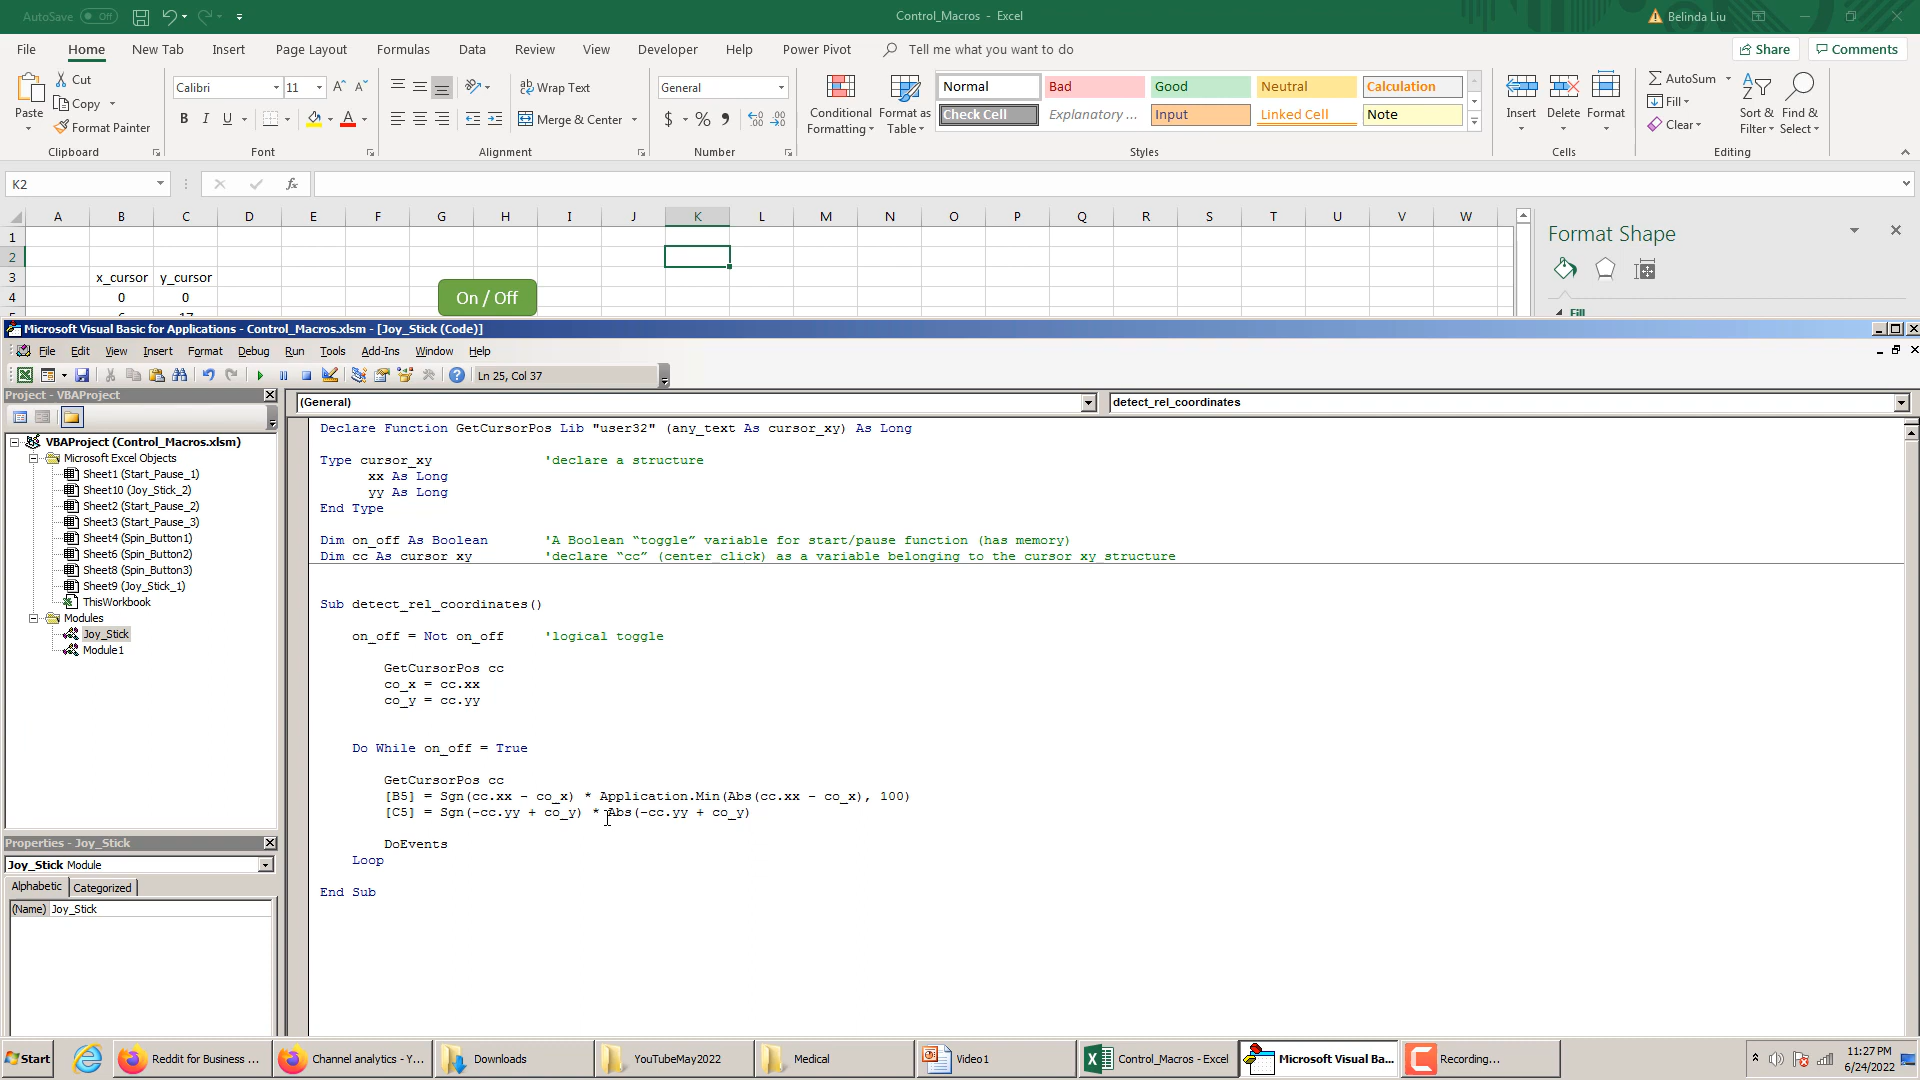 AutoSave Off
Control_Macros - Excel
Belinda Liu
File Home New Tab Insert Page Layout Formulas Data Review View Developer Help Power Pivot Tell me what you want to do
Share Comments
Paste Cut Copy Format Painter
Clipboard
Calibri 11
B I U
Font
Wrap Text
Merge & Center
Alignment
General
$ % 9
Number
Conditional Formatting
Format as Table
Normal Bad Good Neutral Calculation
Check Cell Explanatory ... Input Linked Cell Note
Styles
Insert Delete Format
Cells
AutoSum
Fill
Clear
Sort & Filter
Find & Select
Editing
K2
fx
A B C D E F G H I J K L M N O P Q R S T U V W
1
2
3 x_cursor y_cursor
4 0 0
On / Off
Format Shape
Fill
Microsoft Visual Basic for Applications - Control_Macros.xlsm - [Joy_Stick (Code)]
File Edit View Insert Format Debug Run Tools Add-Ins Window Help
Ln 25, Col 37
Project - VBAProject
VBAProject (Control_Macros.xlsm)
Microsoft Excel Objects
Sheet1 (Start_Pause_1)
Sheet10 (Joy_Stick_2)
Sheet2 (Start_Pause_2)
Sheet3 (Start_Pause_3)
Sheet4 (Spin_Button1)
Sheet6 (Spin_Button2)
Sheet8 (Spin_Button3)
Sheet9 (Joy_Stick_1)
ThisWorkbook
Modules
Joy_Stick
Module1
Properties - Joy_Stick
Joy_Stick Module
Alphabetic Categorized
(Name) Joy_Stick
(General) detect_rel_coordinates
Declare Function GetCursorPos Lib "user32" (any_text As cursor_xy) As Long
Type cursor_xy 'declare a structure
xx As Long
yy As Long
End Type
Dim on_off As Boolean 'A Boolean “toggle” variable for start/pause function (has memory)
Dim cc As cursor_xy 'declare “cc” (center_click) as a variable belonging to the cursor_xy structure
Sub detect_rel_coordinates()
on_off = Not on_off 'logical toggle
GetCursorPos cc
co_x = cc.xx
co_y = cc.yy
Do While on_off = True
GetCursorPos cc
[B5] = Sgn(cc.xx - co_x) * Application.Min(Abs(cc.xx - co_x), 100)
[C5] = Sgn(-cc.yy + co_y) * Abs(-cc.yy + co_y)
DoEvents
Loop
End Sub
Start
Reddit for Business ...
Channel analytics - Y...
Downloads
YouTubeMay2022
Medical
Video1
Control_Macros - Excel
Microsoft Visual Ba...
Recording...
11:27 PM
6/24/2022